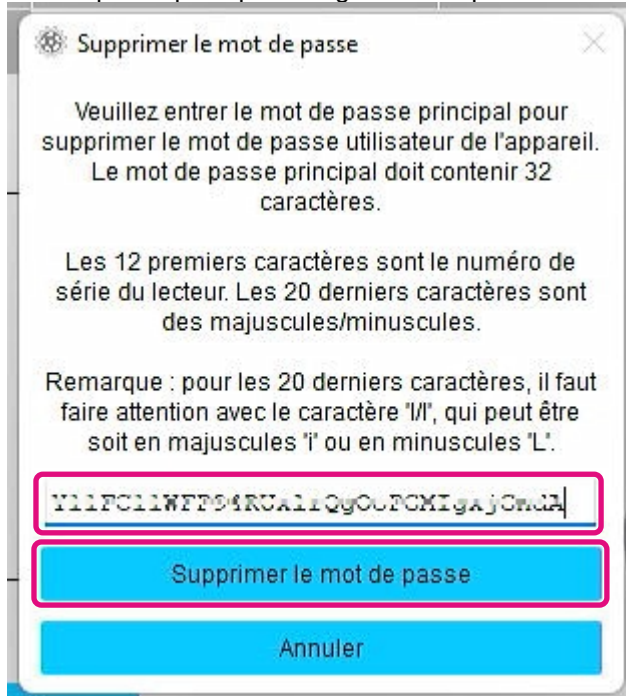 Supprimer le mot de passe
Veuillez entrer le mot de passe principal pour
supprimer le mot de passe utilisateur de l'appareil.
Le mot de passe principal doit contenir 32
caractères.
Les 12 premiers caractères sont le numéro de
série du lecteur. Les 20 derniers caractères sont
des majuscules/minuscules.
Remarque : pour les 20 derniers caractères, il faut
faire attention avec le caractère 'I/l', qui peut être
soit en majuscules 'i' ou en minuscules 'L'.
Supprimer le mot de passe
Annuler